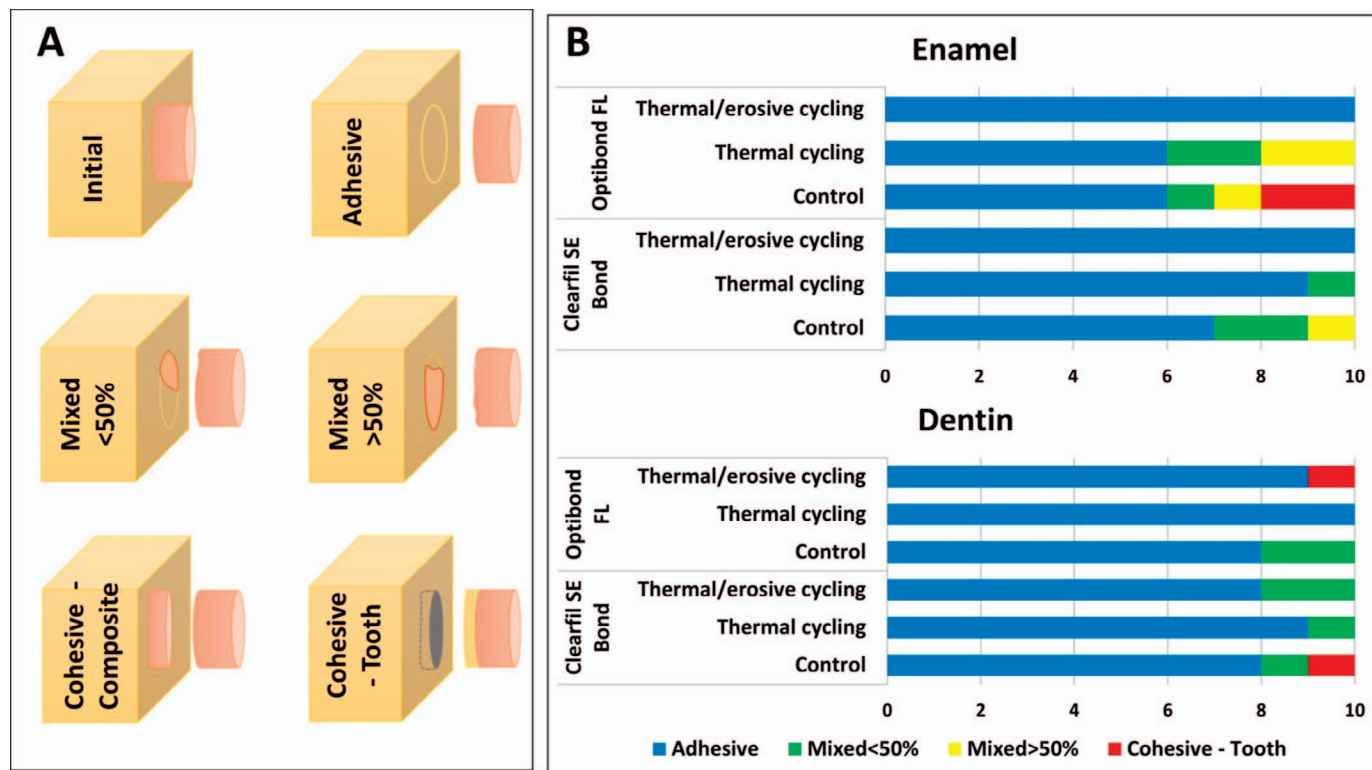 A
Initial
Adhesive
Mixed
<50%
Mixed
>50%
Cohesive -
Composite
Cohesive
- Tooth
B
Enamel
Optibond FL
Thermal/erosive cycling
Thermal cycling
Control
Clearfil SE
Bond
Thermal/erosive cycling
Thermal cycling
Control
0 2 4 6 8 10
Dentin
Optibond
FL
Thermal/erosive cycling
Thermal cycling
Control
Clearfil SE
Bond
Thermal/erosive cycling
Thermal cycling
Control
0 2 4 6 8 10
Adhesive Mixed<50% Mixed>50% Cohesive - Tooth